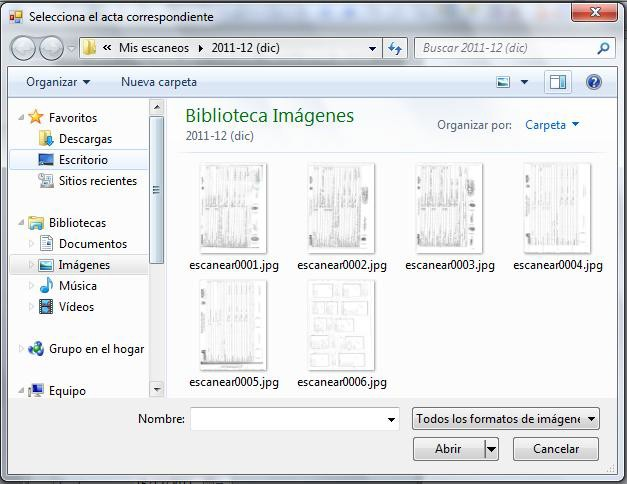 Selecciona el acta correspondiente
« Mis escaneos 2011-12 (dic)
Buscar 2011-12 (dic)
Organizar
Nueva carpeta
Favoritos
Descargas
Escritorio
Sitios recientes
Bibliotecas
Documentos
Imágenes
Música
Vídeos
Grupo en el hogar
Equipo
Biblioteca Imágenes
2011-12 (dic)
Organizar por: Carpeta
escanear0001.jpg
escanear0002.jpg
escanear0003.jpg
escanear0004.jpg
escanear0005.jpg
escanear0006.jpg
Nombre:
Todos los formatos de imágene
Abrir
Cancelar